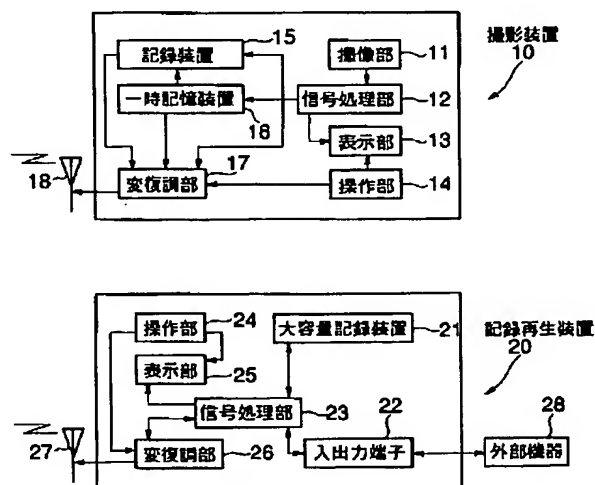 15
記録装置
撮像部
11
撮影装置
10
一時記憶装置
信号処理部
12
18
表示部
13
18
17
変復調部
操作部
14
操作部
24
大容量記録装置
21
記録再生装置
20
表示部
25
信号処理部
23
22
28
27
変復調部
26
入出力端子
外部機器